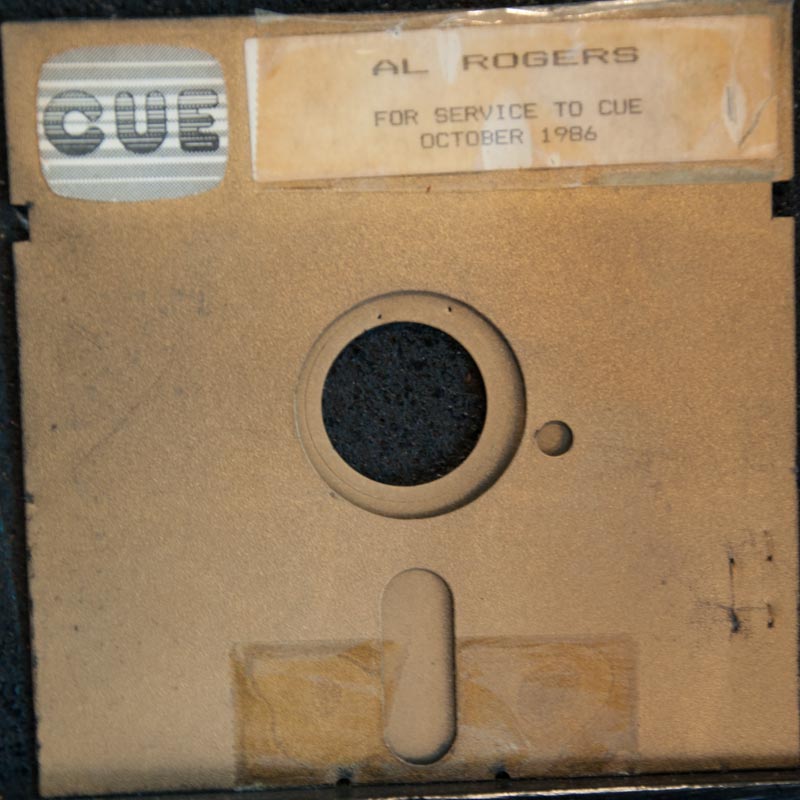 CUE
AL ROGERS
FOR SERVICE TO CUE
OCTOBER 1986